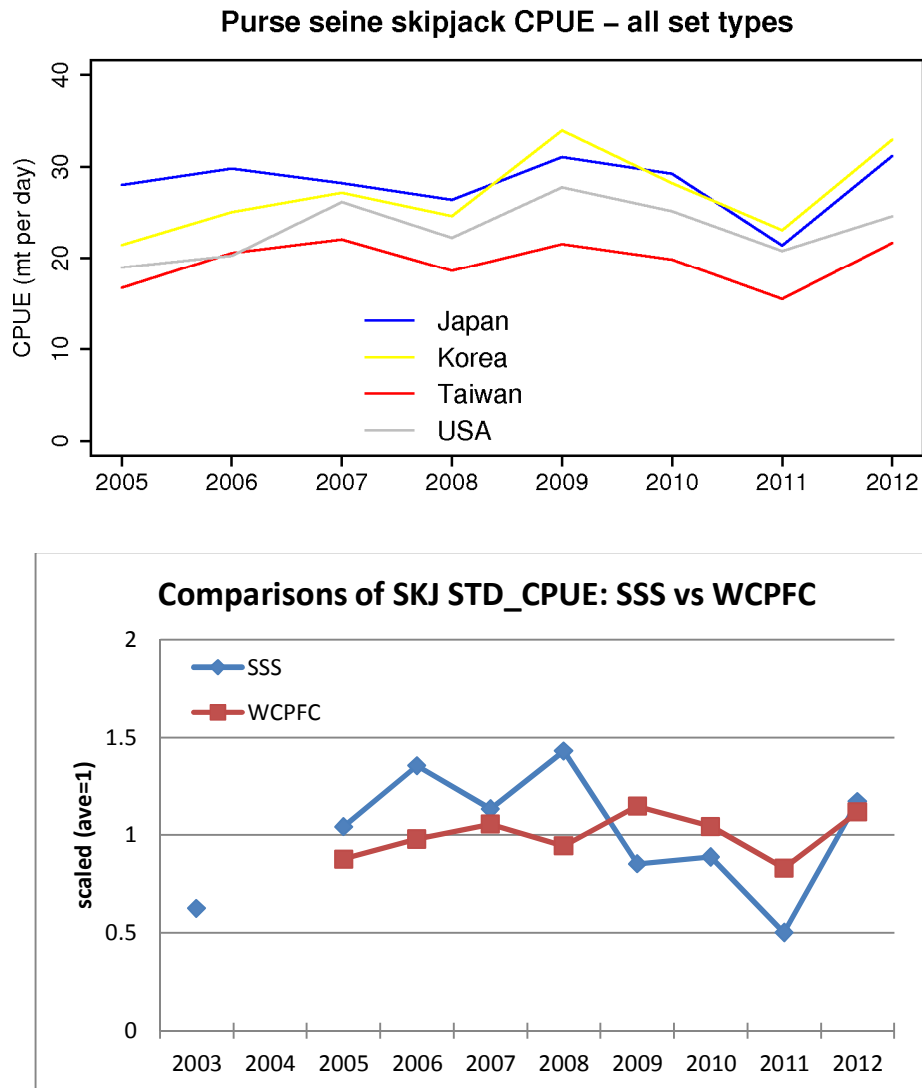 Purse seine skipjack CPUE – all set types
CPUE (mt per day)
40
30
20
10
0
Japan
Korea
Taiwan
USA
2005 2006 2007 2008 2009 2010 2011 2012
Comparisons of SKJ STD_CPUE: SSS vs WCPFC
scaled (ave=1)
2
1.5
1
0.5
0
SSS
WCPFC
2003 2004 2005 2006 2007 2008 2009 2010 2011 2012